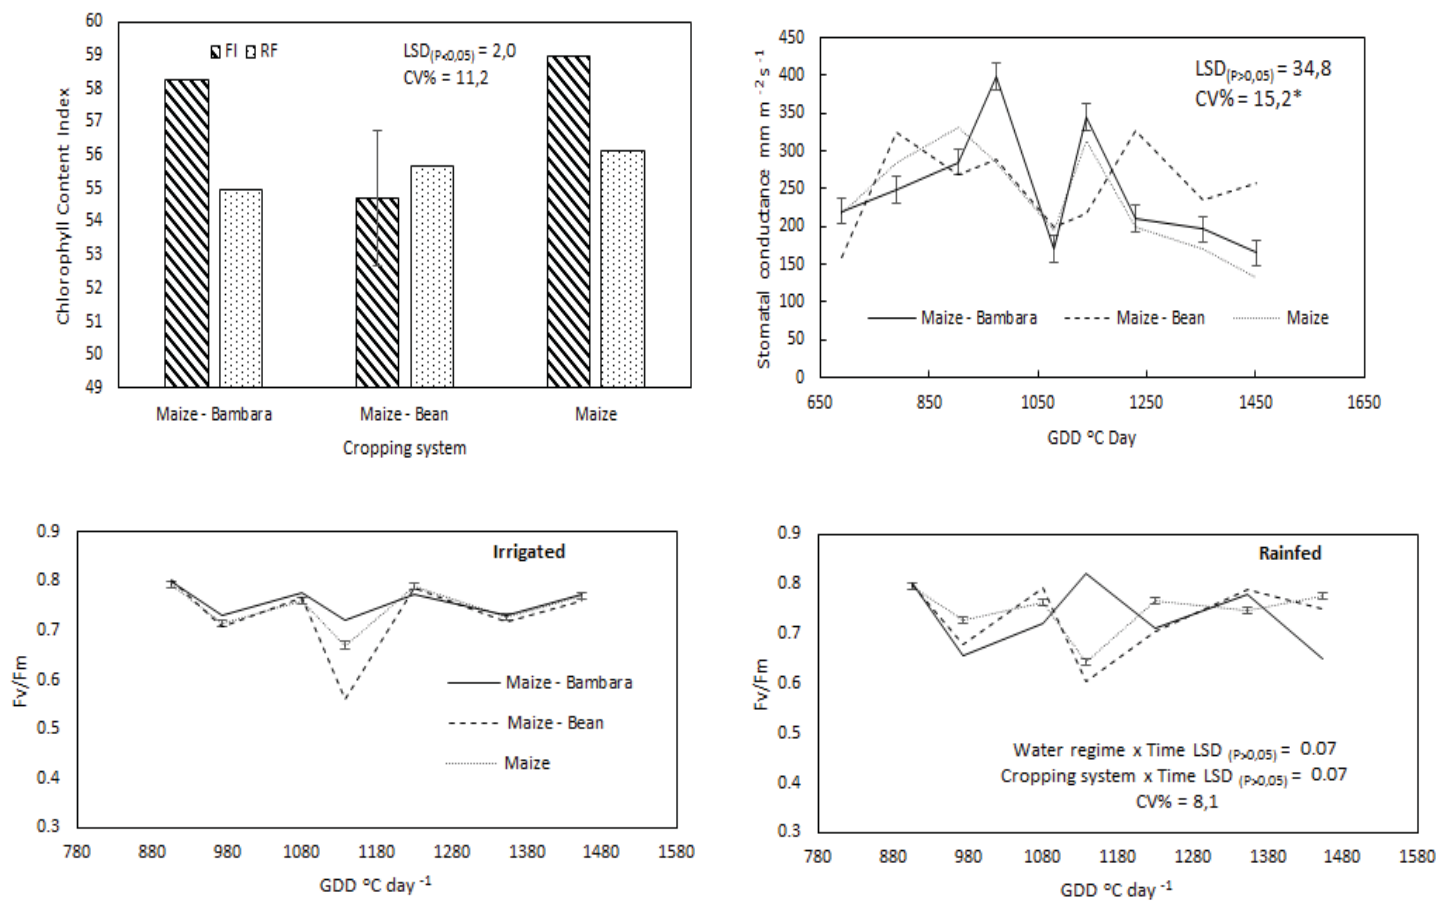 60
59
58
57
56
55
54
53
52
51
50
49
Chlorophyll Content Index
FI RF
LSD(P<0,05) = 2,0
CV% = 11,2
Maize - Bambara Maize - Bean Maize
Cropping system
450
400
350
300
250
200
150
100
50
0
Stomatal conductance mm m -2 s -1
LSD(P>0,05) = 34,8
CV% = 15,2*
Maize - Bambara Maize - Bean Maize
650 850 1050 1250 1450 1650
GDD °C Day
0.9
0.8
0.7
0.6
0.5
0.4
0.3
Fv/Fm
Irrigated
Maize - Bambara
Maize - Bean
Maize
780 880 980 1080 1180 1280 1380 1480 1580
GDD °C day -1
0.9
0.8
0.7
0.6
0.5
0.4
0.3
Fv/Fm
Rainfed
Water regime x Time LSD (P>0,05) = 0.07
Cropping system x Time LSD (P>0,05) = 0.07
CV% = 8,1
780 880 980 1080 1180 1280 1380 1480 1580
GDD °C day -1